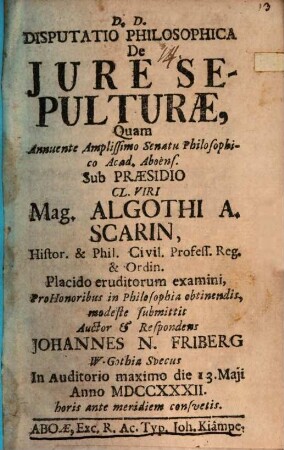 D. D.
DISPUTATIO PHILOSOPHICA
De
JURE SE-
PULTURÆ,
Quam
Annuente Amplissimo Senatu Philosophi-
co Acad. Aboëns.
Sub PRÆSIDIO
CL. VIRI
Mag. ALGOTHI A.
SCARIN,
Histor. & Phil. Civil. Profess. Reg.
& Ordin.
Placido eruditorum examini,
Pro Honoribus in Philosophia obtinendis,
modeste submittit
Auctor & Respondens
JOHANNES N. FRIBERG
W-Gothia Svecus
In Auditorio maximo die 13. Maji
Anno MDCCXXXII.
horis ante meridiem consvetis.
ABOÆ, Exc. R. Ac. Typ. Joh. Kiämpe.